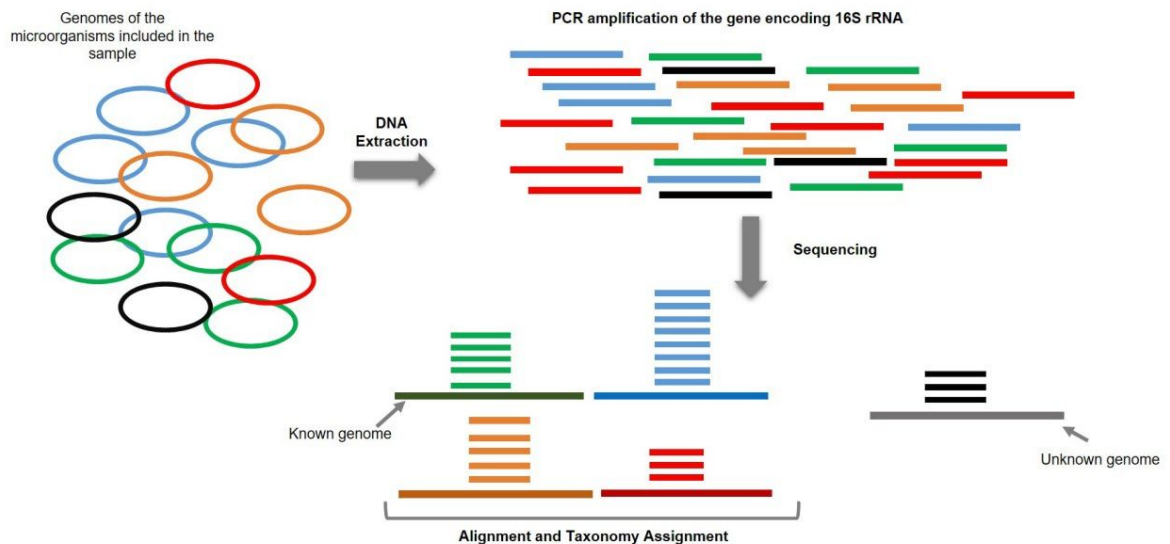 Genomes of the
microorganisms included in the
sample
PCR amplification of the gene encoding 16S rRNA
DNA
Extraction
Sequencing
Known genome
Unknown genome
Alignment and Taxonomy Assignment